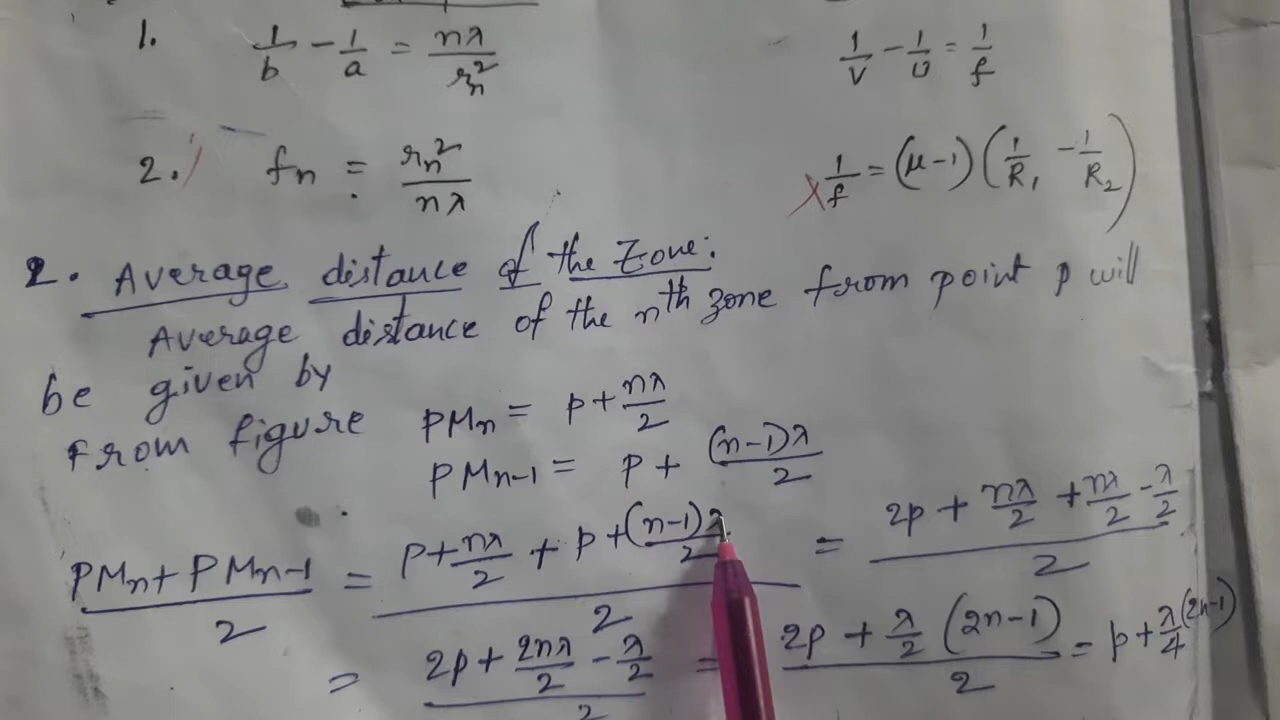 1. 1/b - 1/a = nλ/rₙ² 1/v - 1/u = 1/f
2. fₙ = rₙ²/nλ 1/f = (μ-1)(1/R₁ - 1/R₂)
2. Average distance of the Zone:
Average distance of the nth zone from point p will
be given by
From figure PMₙ = p + nλ/2
PMₙ₋₁ = p + (n-1)λ/2
(PMₙ + PMₙ₋₁)/2 = (p + nλ/2 + p + (n-1)λ/2)/2 = (2p + nλ/2 + nλ/2 - λ/2)/2
= (2p + 2nλ/2 - λ/2)/2 = (2p + λ/2 (2n-1))/2 = p + λ/4 (2n-1)